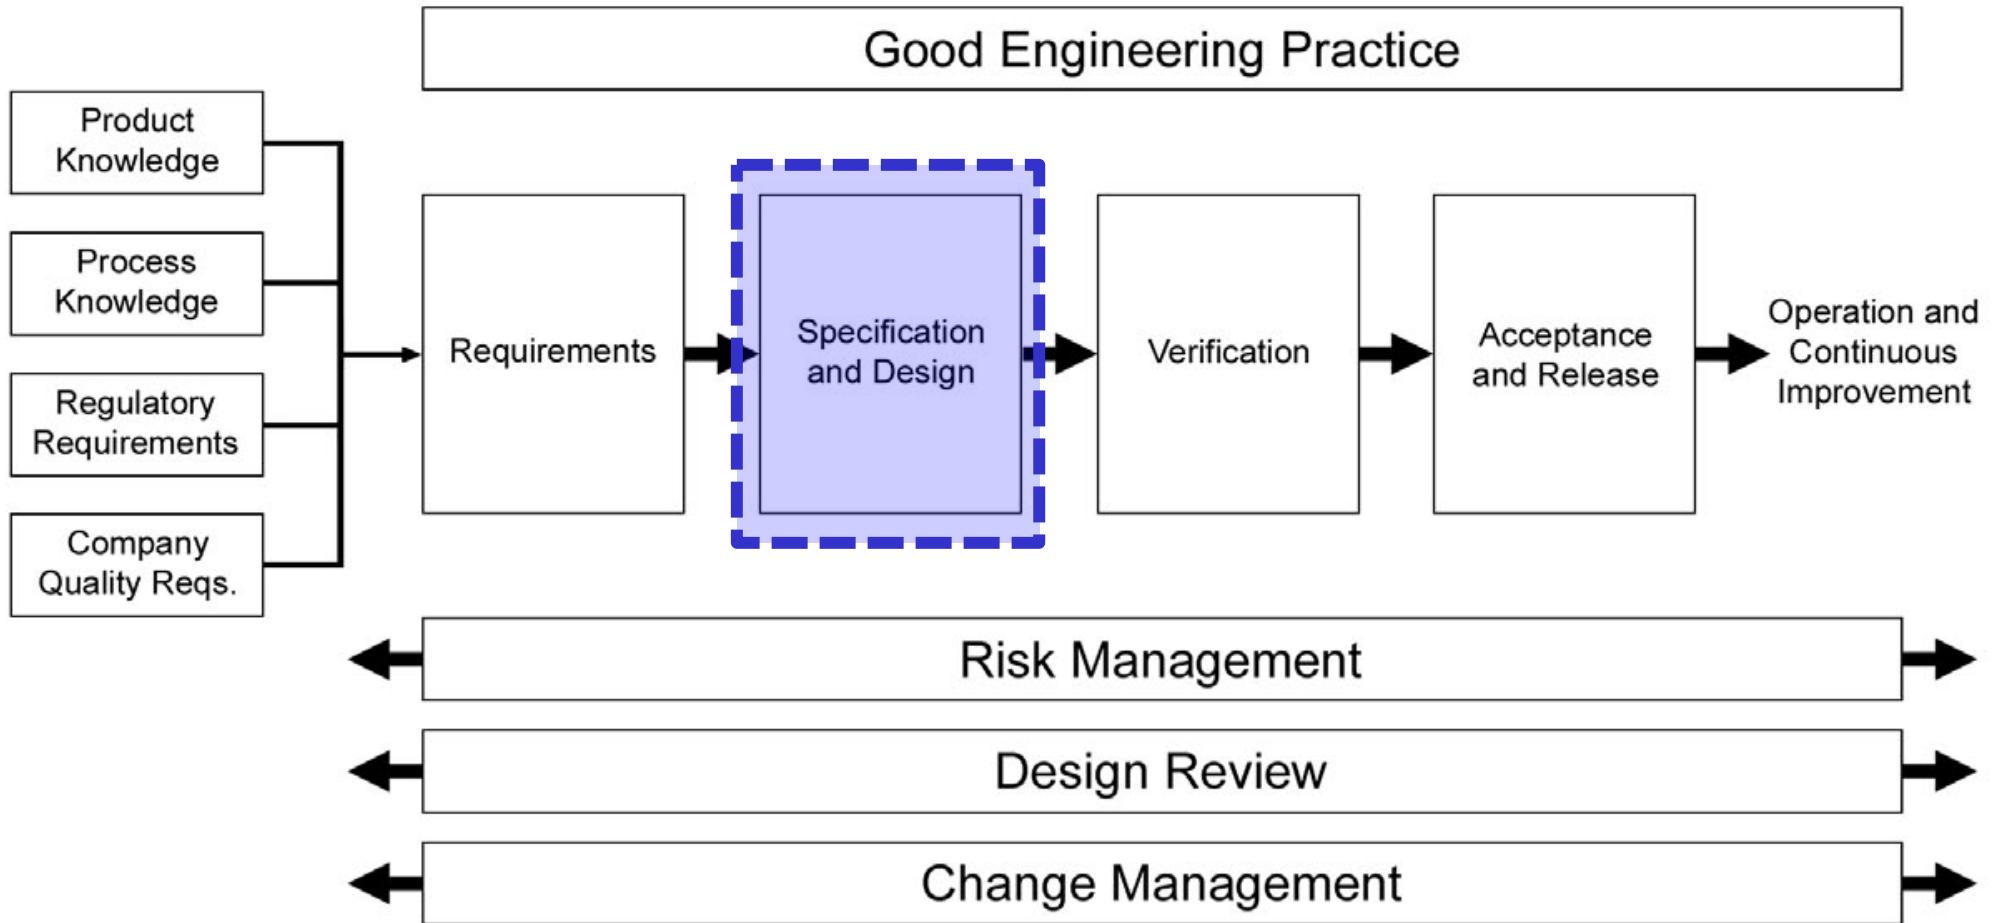 Good Engineering Practice
Product
Knowledge
Process
Knowledge
Regulatory
Requirements
Company
Quality Reqs.
Requirements
Specification
and Design
Verification
Acceptance
and Release
Operation and
Continuous
Improvement
Risk Management
Design Review
Change Management